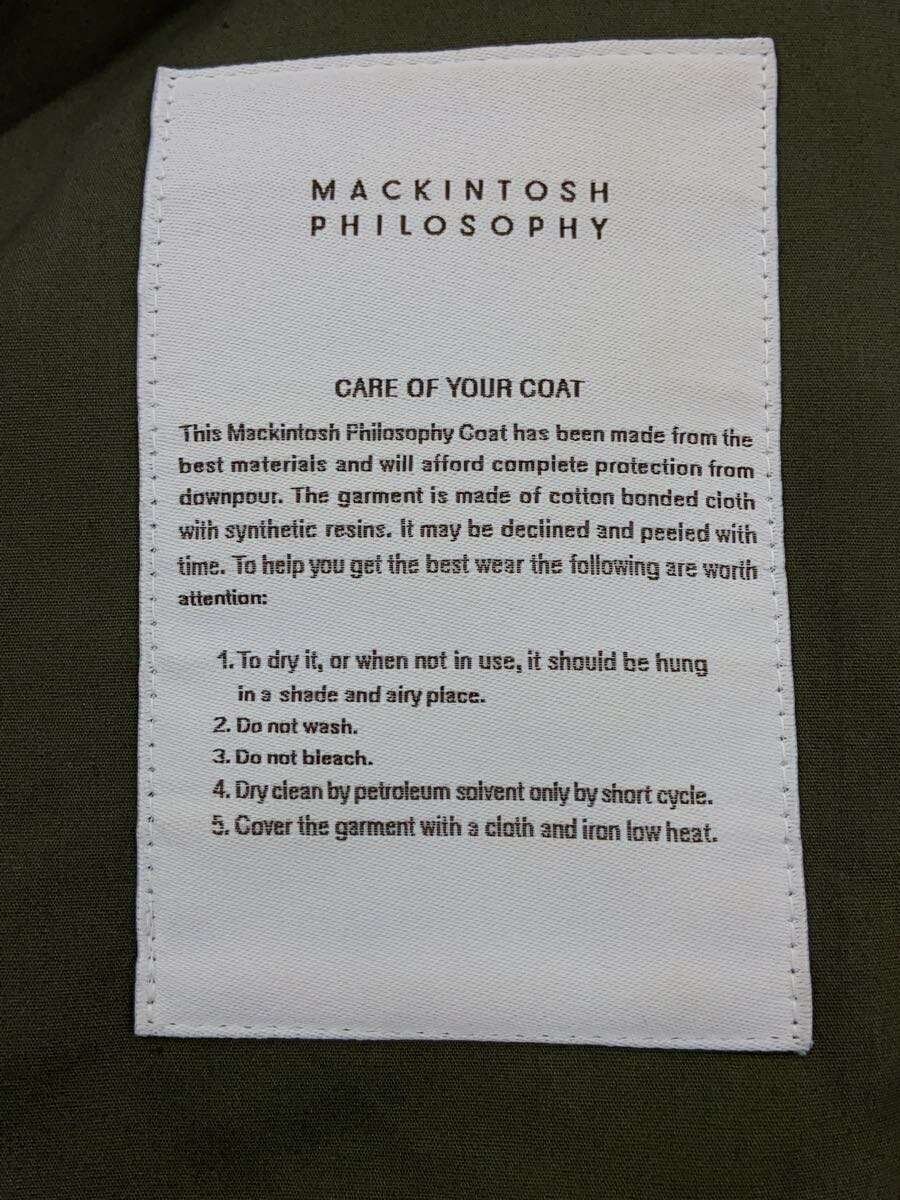 MACKINTOSH
PHILOSOPHY
CARE OF YOUR COAT
This Mackintosh Philosophy Coat has been made from the
best materials and will afford complete protection from
downpour. The garment is made of cotton bonded cloth
with synthetic resins. It may be declined and peeled with
time. To help you get the best wear the following are worth
attention:
1. To dry it, or when not in use, it should be hung
in a shade and airy place.
2. Do not wash.
3. Do not bleach.
4. Dry clean by petroleum solvent only by short cycle.
5. Cover the garment with a cloth and iron low heat.